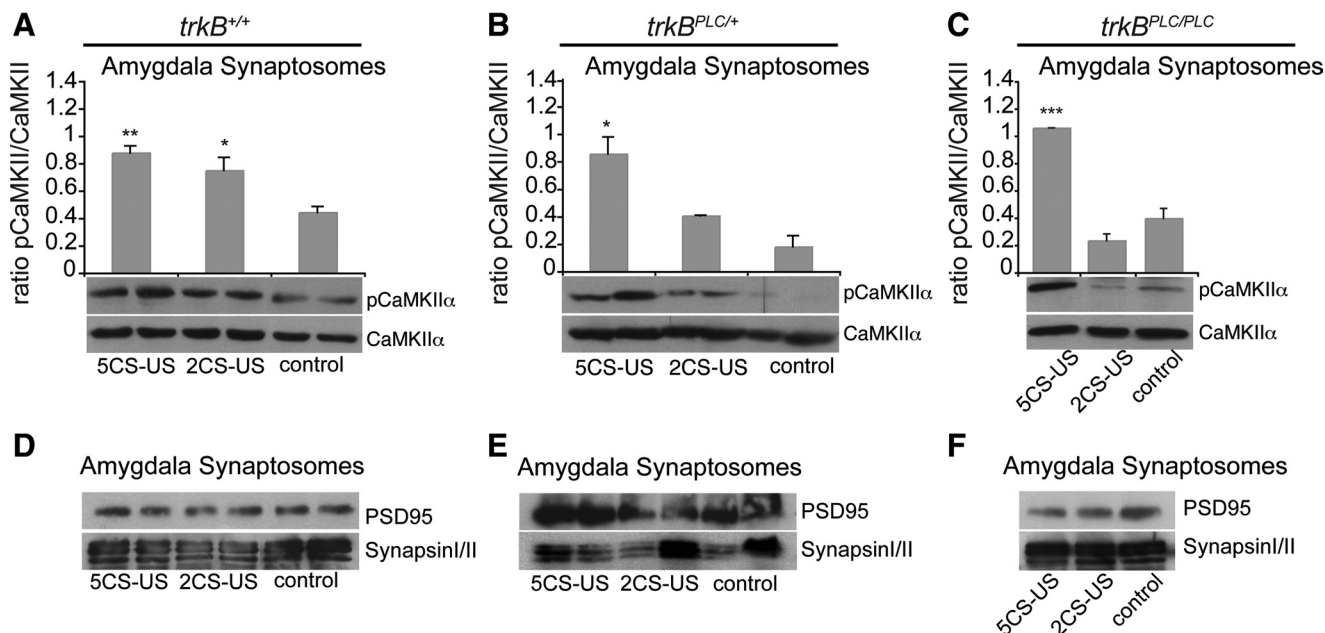 A
trkB+/+
Amygdala Synaptosomes
ratio pCaMKII/CaMKII
1.4
1.2
1
0.8
0.6
0.4
0.2
0
**
*
pCaMKIIα
CaMKIIα
5CS-US 2CS-US control
B
trkBPLC/+
Amygdala Synaptosomes
ratio pCaMKII/CaMKII
1.4
1.2
1
0.8
0.6
0.4
0.2
0
*
pCaMKIIα
CaMKIIα
5CS-US 2CS-US control
C
trkBPLC/PLC
Amygdala Synaptosomes
ratio pCaMKII/CaMKII
1.4
1.2
1
0.8
0.6
0.4
0.2
0
***
pCaMKIIα
CaMKIIα
5CS-US 2CS-US control
D
Amygdala Synaptosomes
PSD95
SynapsinI/II
5CS-US 2CS-US control
E
Amygdala Synaptosomes
PSD95
SynapsinI/II
5CS-US 2CS-US control
F
Amygdala Synaptosomes
PSD95
SynapsinI/II
5CS-US 2CS-US control